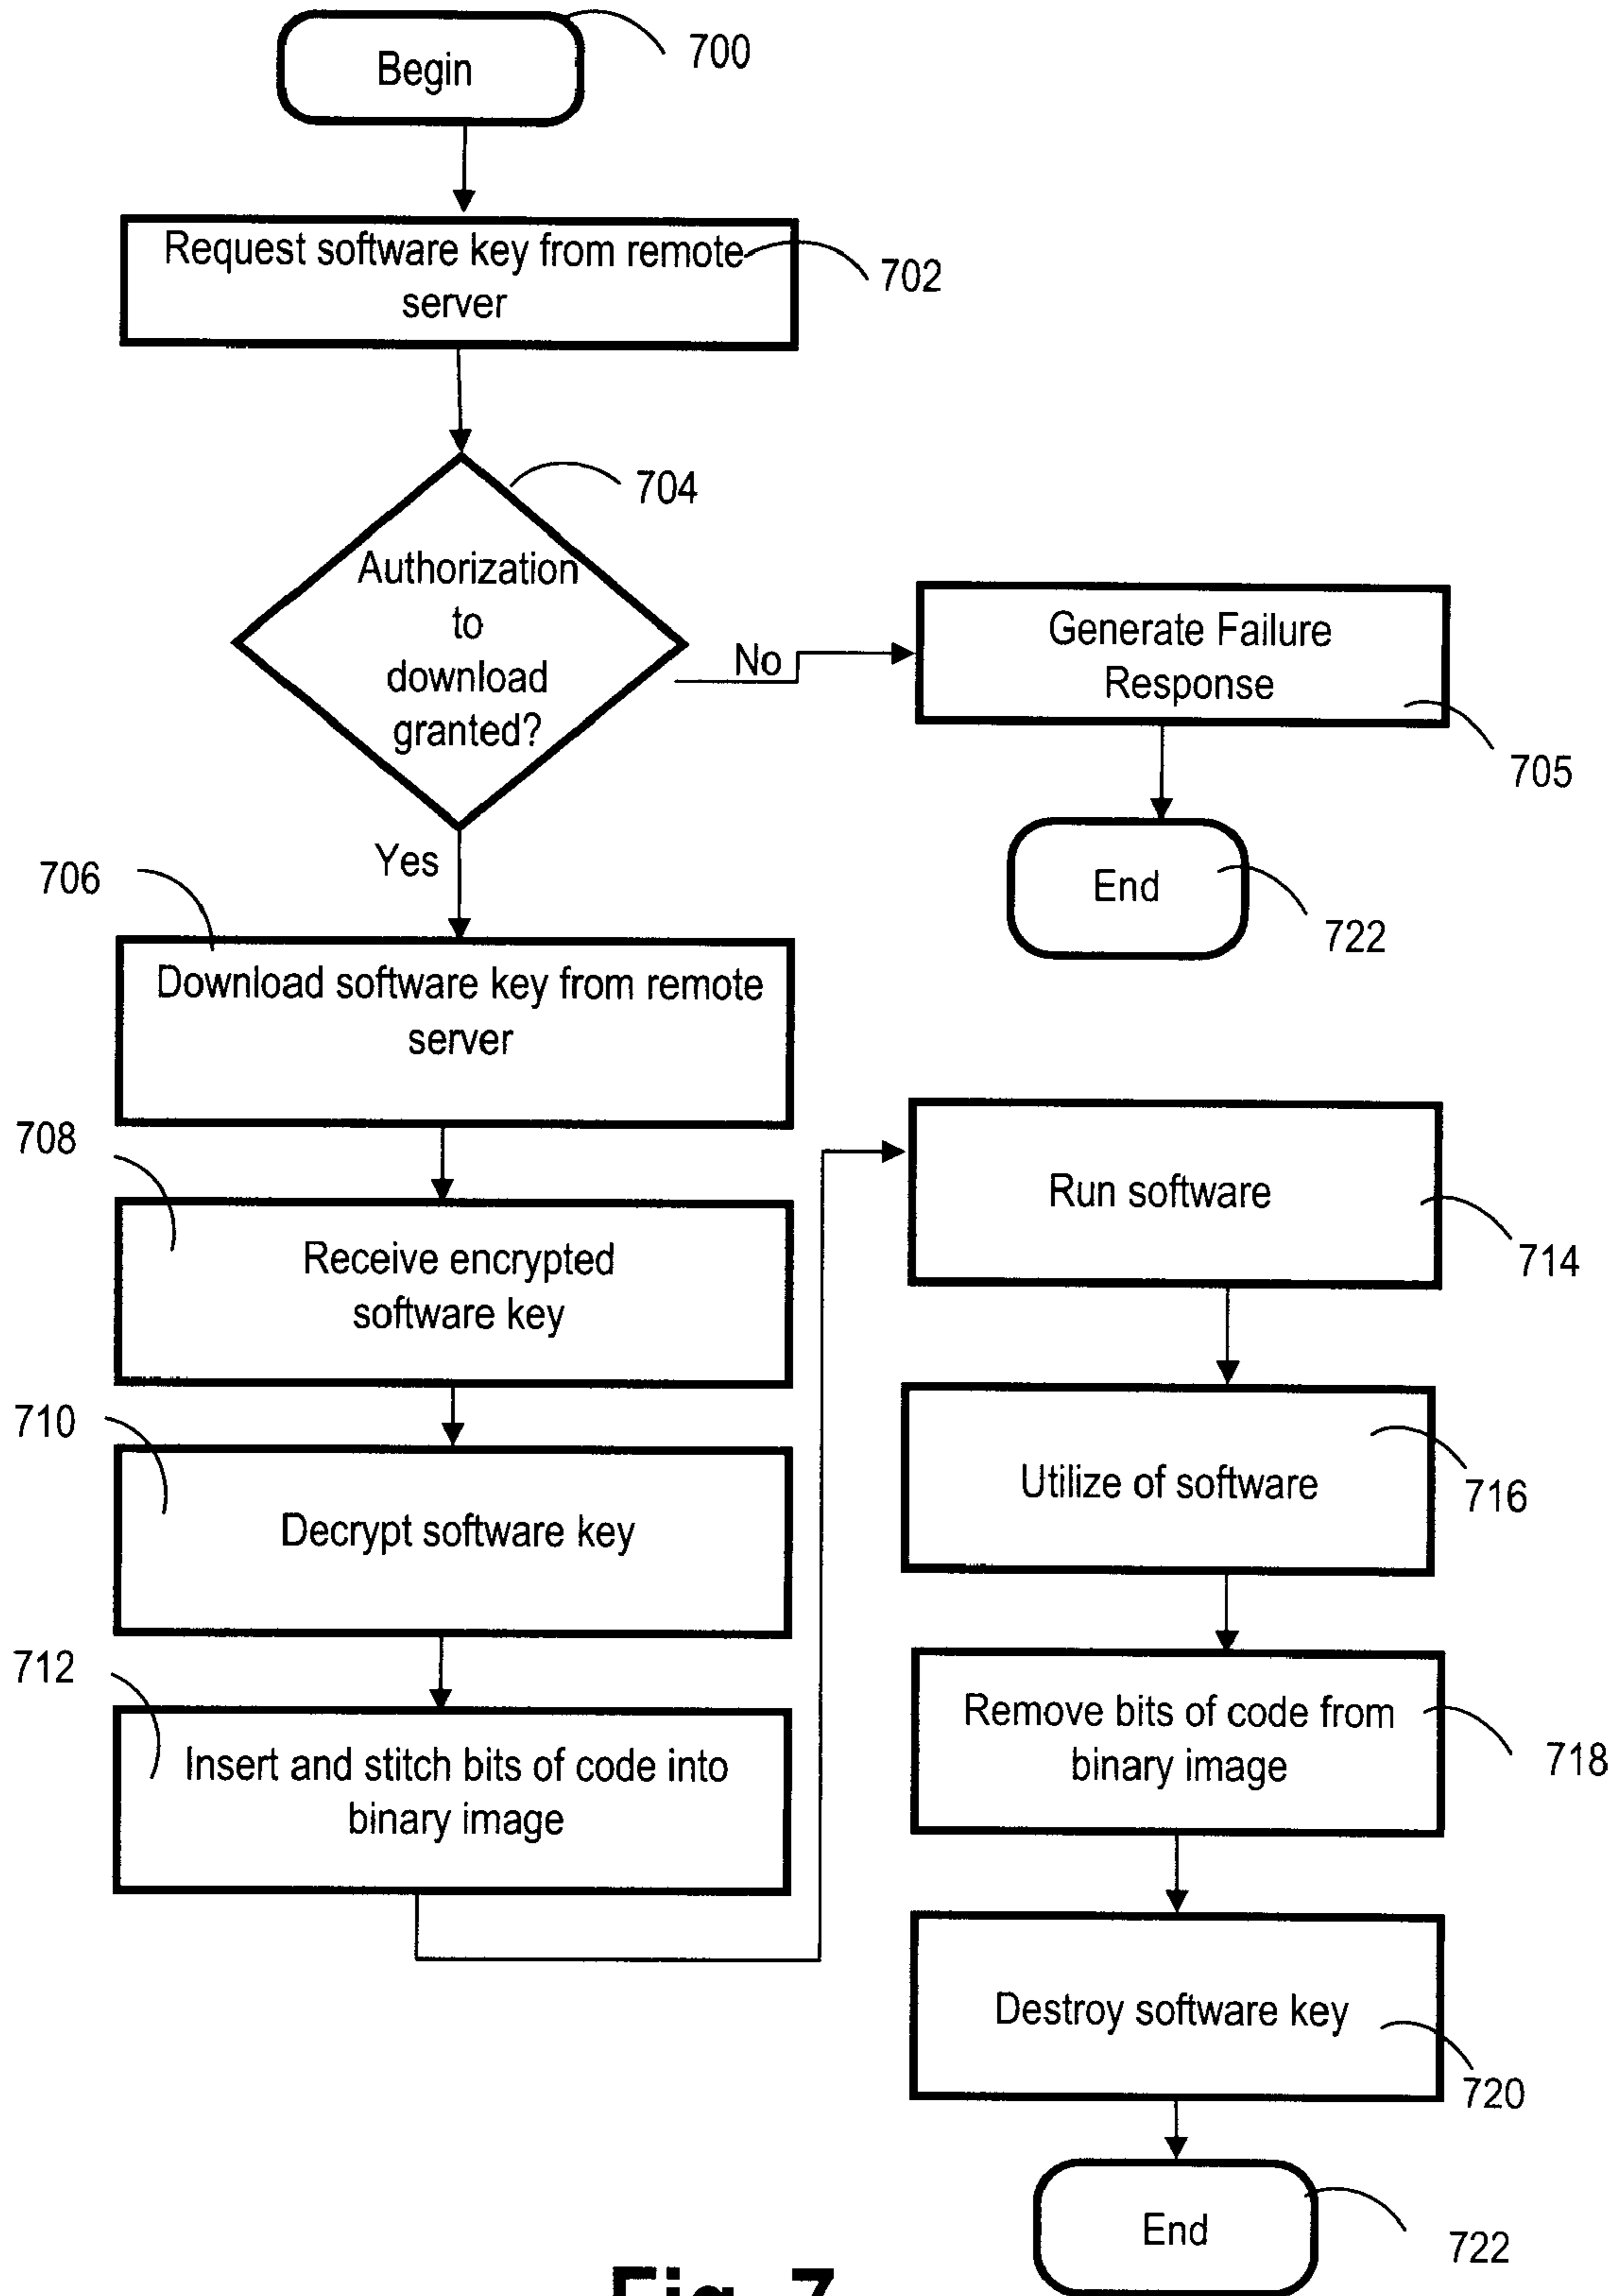 Begin
700
Request software key from remote
server
702
704
Authorization
to
download
granted?
No
Generate Failure
Response
705
End
722
Yes
706
Download software key from remote
server
708
Receive encrypted
software key
710
Decrypt software key
712
Insert and stitch bits of code into
binary image
Run software
714
Utilize of software
716
Remove bits of code from
binary image
718
Destroy software key
720
End
722
Fig. 7